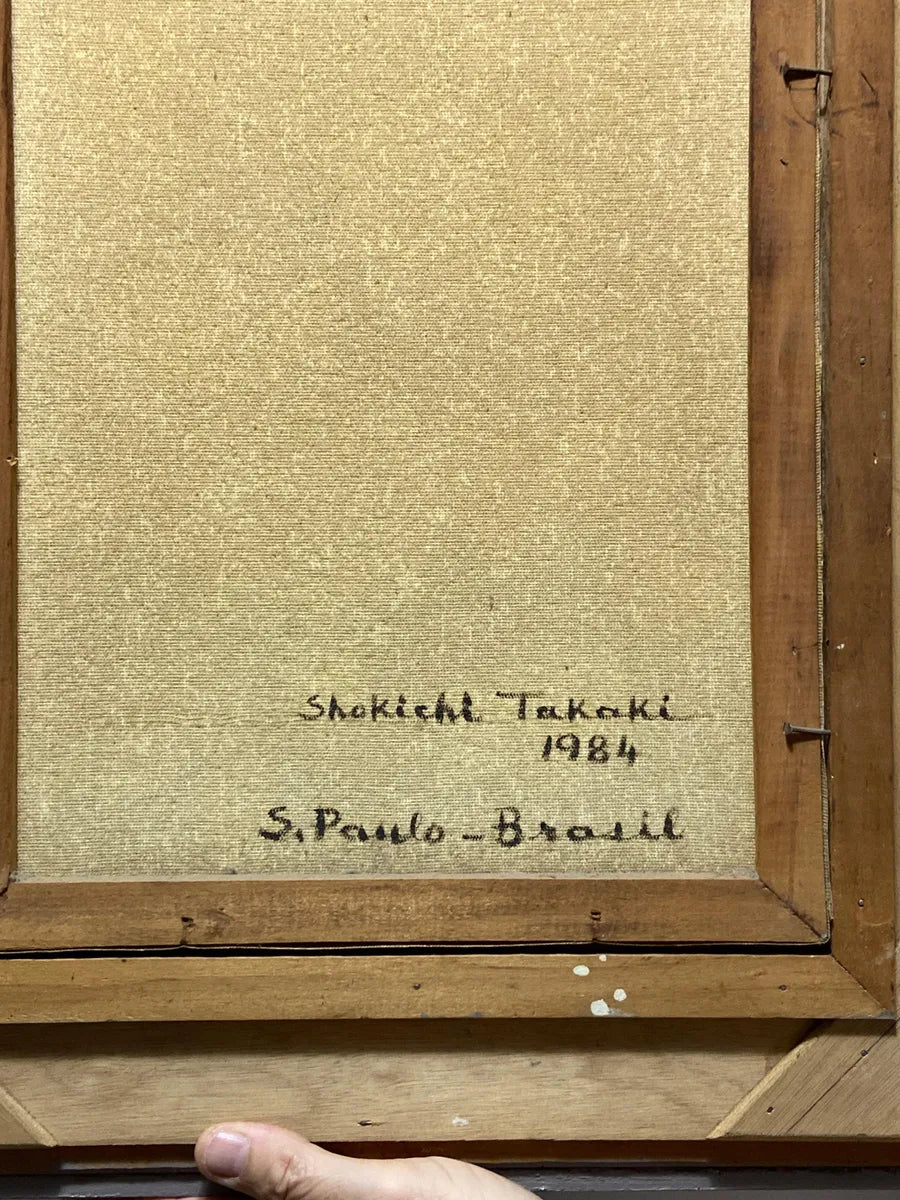 Shokichi Takaki
1984
S. Paulo - Brasil